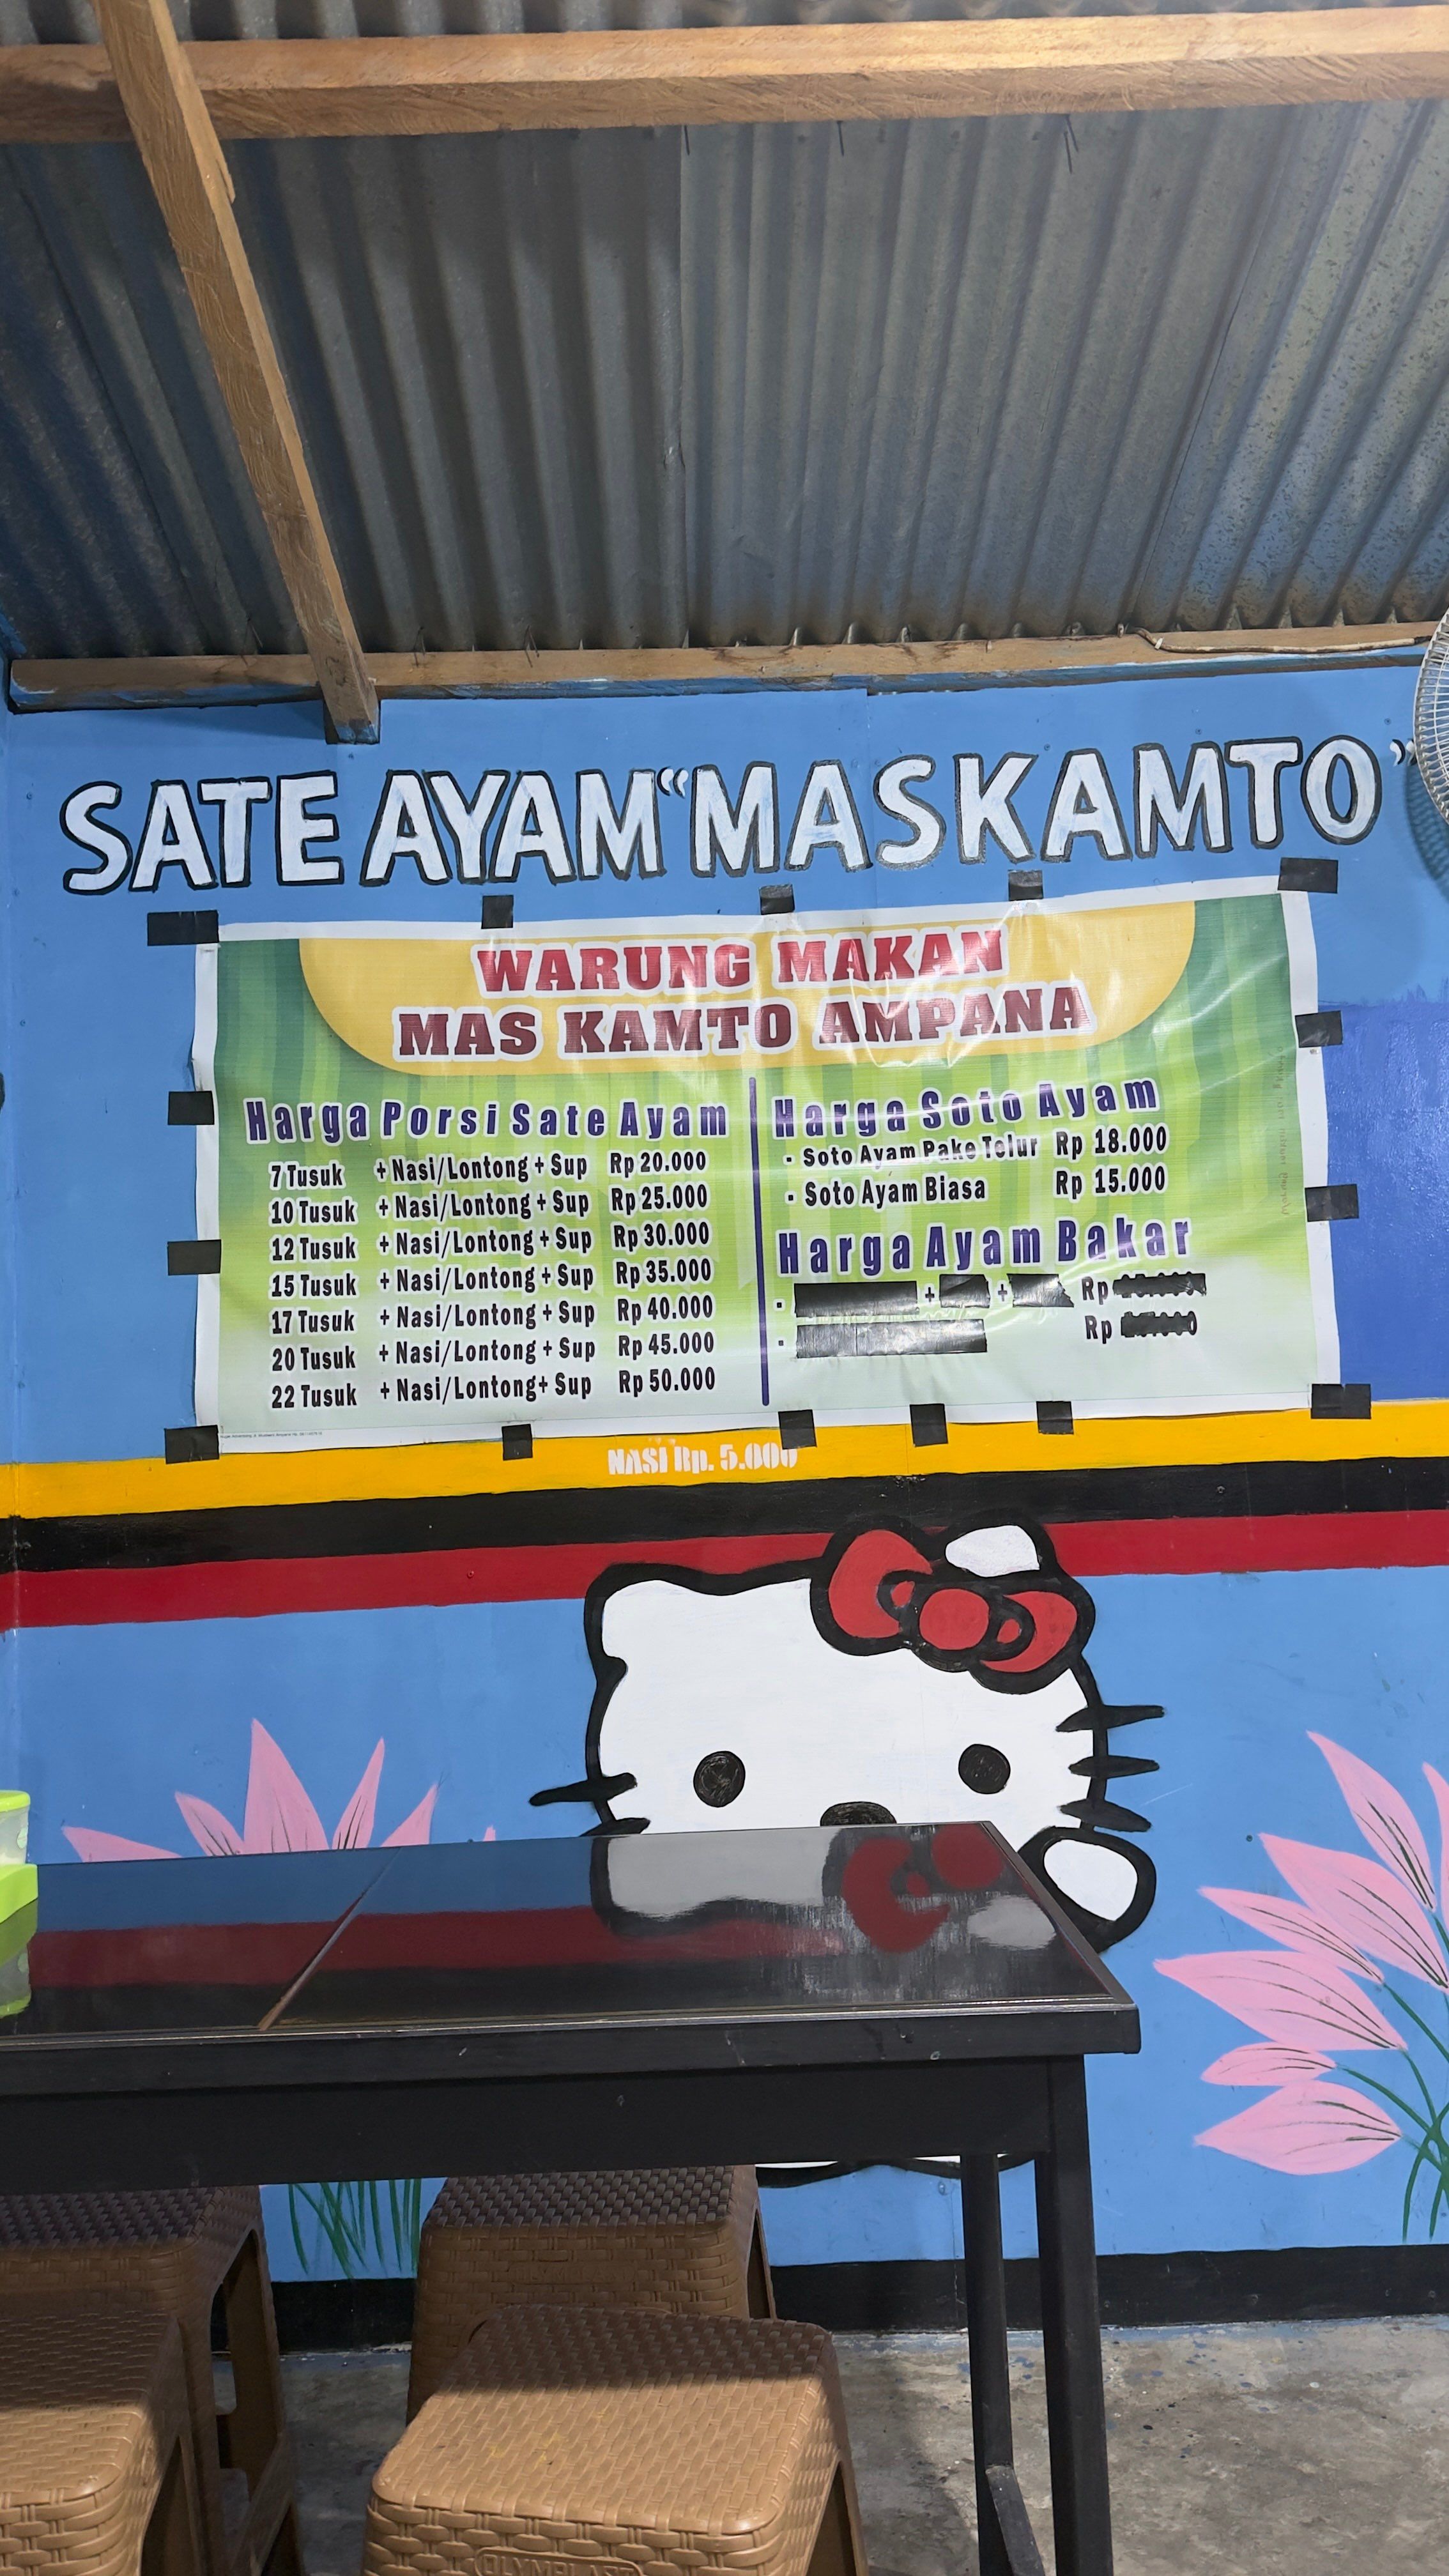 SATE AYAM "MAS KAMTO"
WARUNG MAKAN
MAS KAMTO AMPANA
Harga Porsi Sate Ayam
7 Tusuk + Nasi/Lontong + Sup Rp 20.000
10 Tusuk + Nasi/Lontong + Sup Rp 25.000
12 Tusuk + Nasi/Lontong + Sup Rp 30.000
15 Tusuk + Nasi/Lontong + Sup Rp 35.000
17 Tusuk + Nasi/Lontong + Sup Rp 40.000
20 Tusuk + Nasi/Lontong + Sup Rp 45.000
22 Tusuk + Nasi/Lontong+ Sup Rp 50.000
Harga Soto Ayam
- Soto Ayam Pake Telur Rp 18.000
- Soto Ayam Biasa Rp 15.000
Harga Ayam Bakar
- + + Rp
- Rp
NASI Rp. 5.000